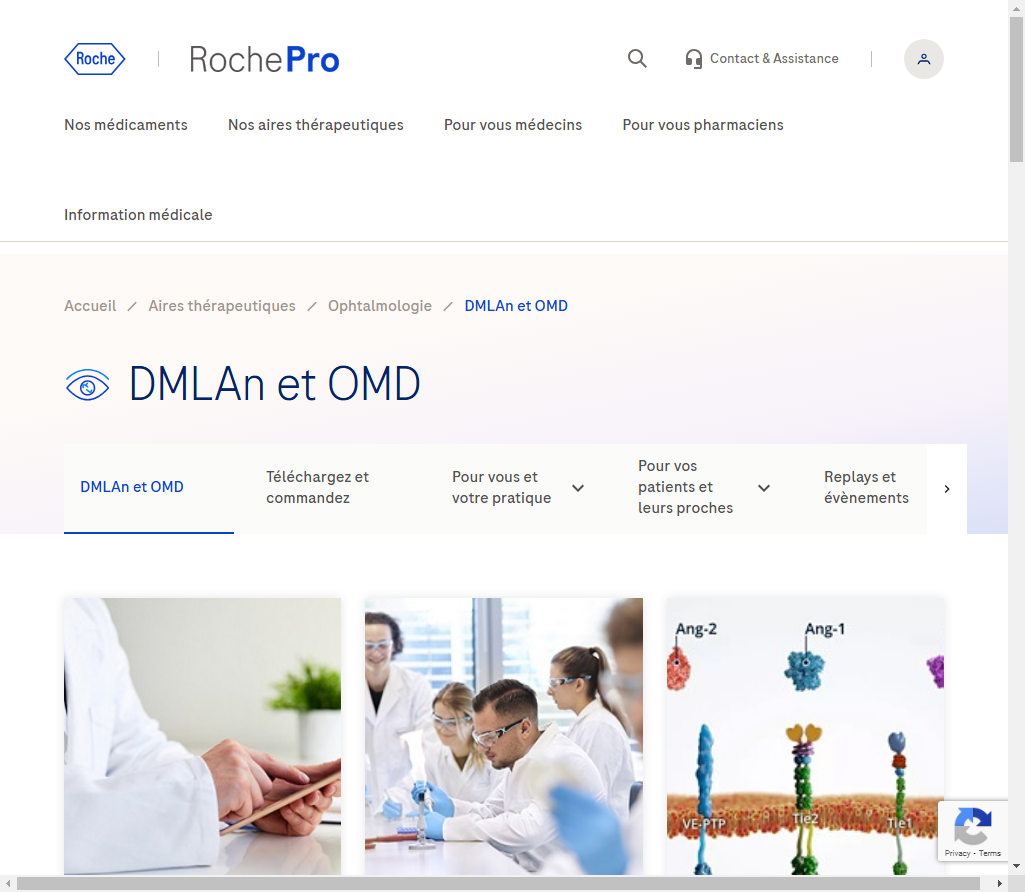 Roche
RochePro
Contact & Assistance
Nos médicaments
Nos aires thérapeutiques
Pour vous médecins
Pour vous pharmaciens
Information médicale
Accueil / Aires thérapeutiques / Ophtalmologie / DMLAn et OMD
DMLAn et OMD
DMLAn et OMD
Téléchargez et
commandez
Pour vous et
votre pratique
Pour vos
patients et
leurs proches
Replays et
évènements
Ang-2
Ang-1
VE-PTP
Tie2
Tie1
Privacy - Terms